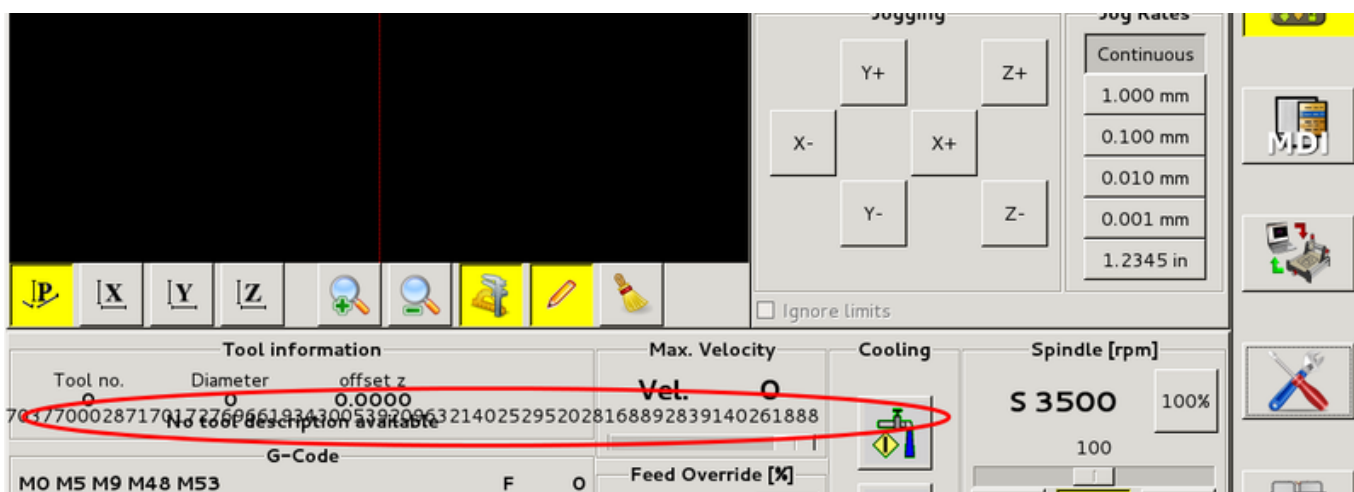 Jogging
Jog Rates
Continuous
Y+
Z+
1.000 mm
0.100 mm
X-
X+
MDI
0.010 mm
Y-
Z-
0.001 mm
1.2345 in
P
X
Y
Z
Ignore limits
Tool information
Max. Velocity
Cooling
Spindle [rpm]
Tool no.
Diameter
offset z
0
0
0.0000
Vel.
0
S 3500
100%
No tool description available
100
G-Code
Feed Override [%]
M0 M5 M9 M48 M53
F
0